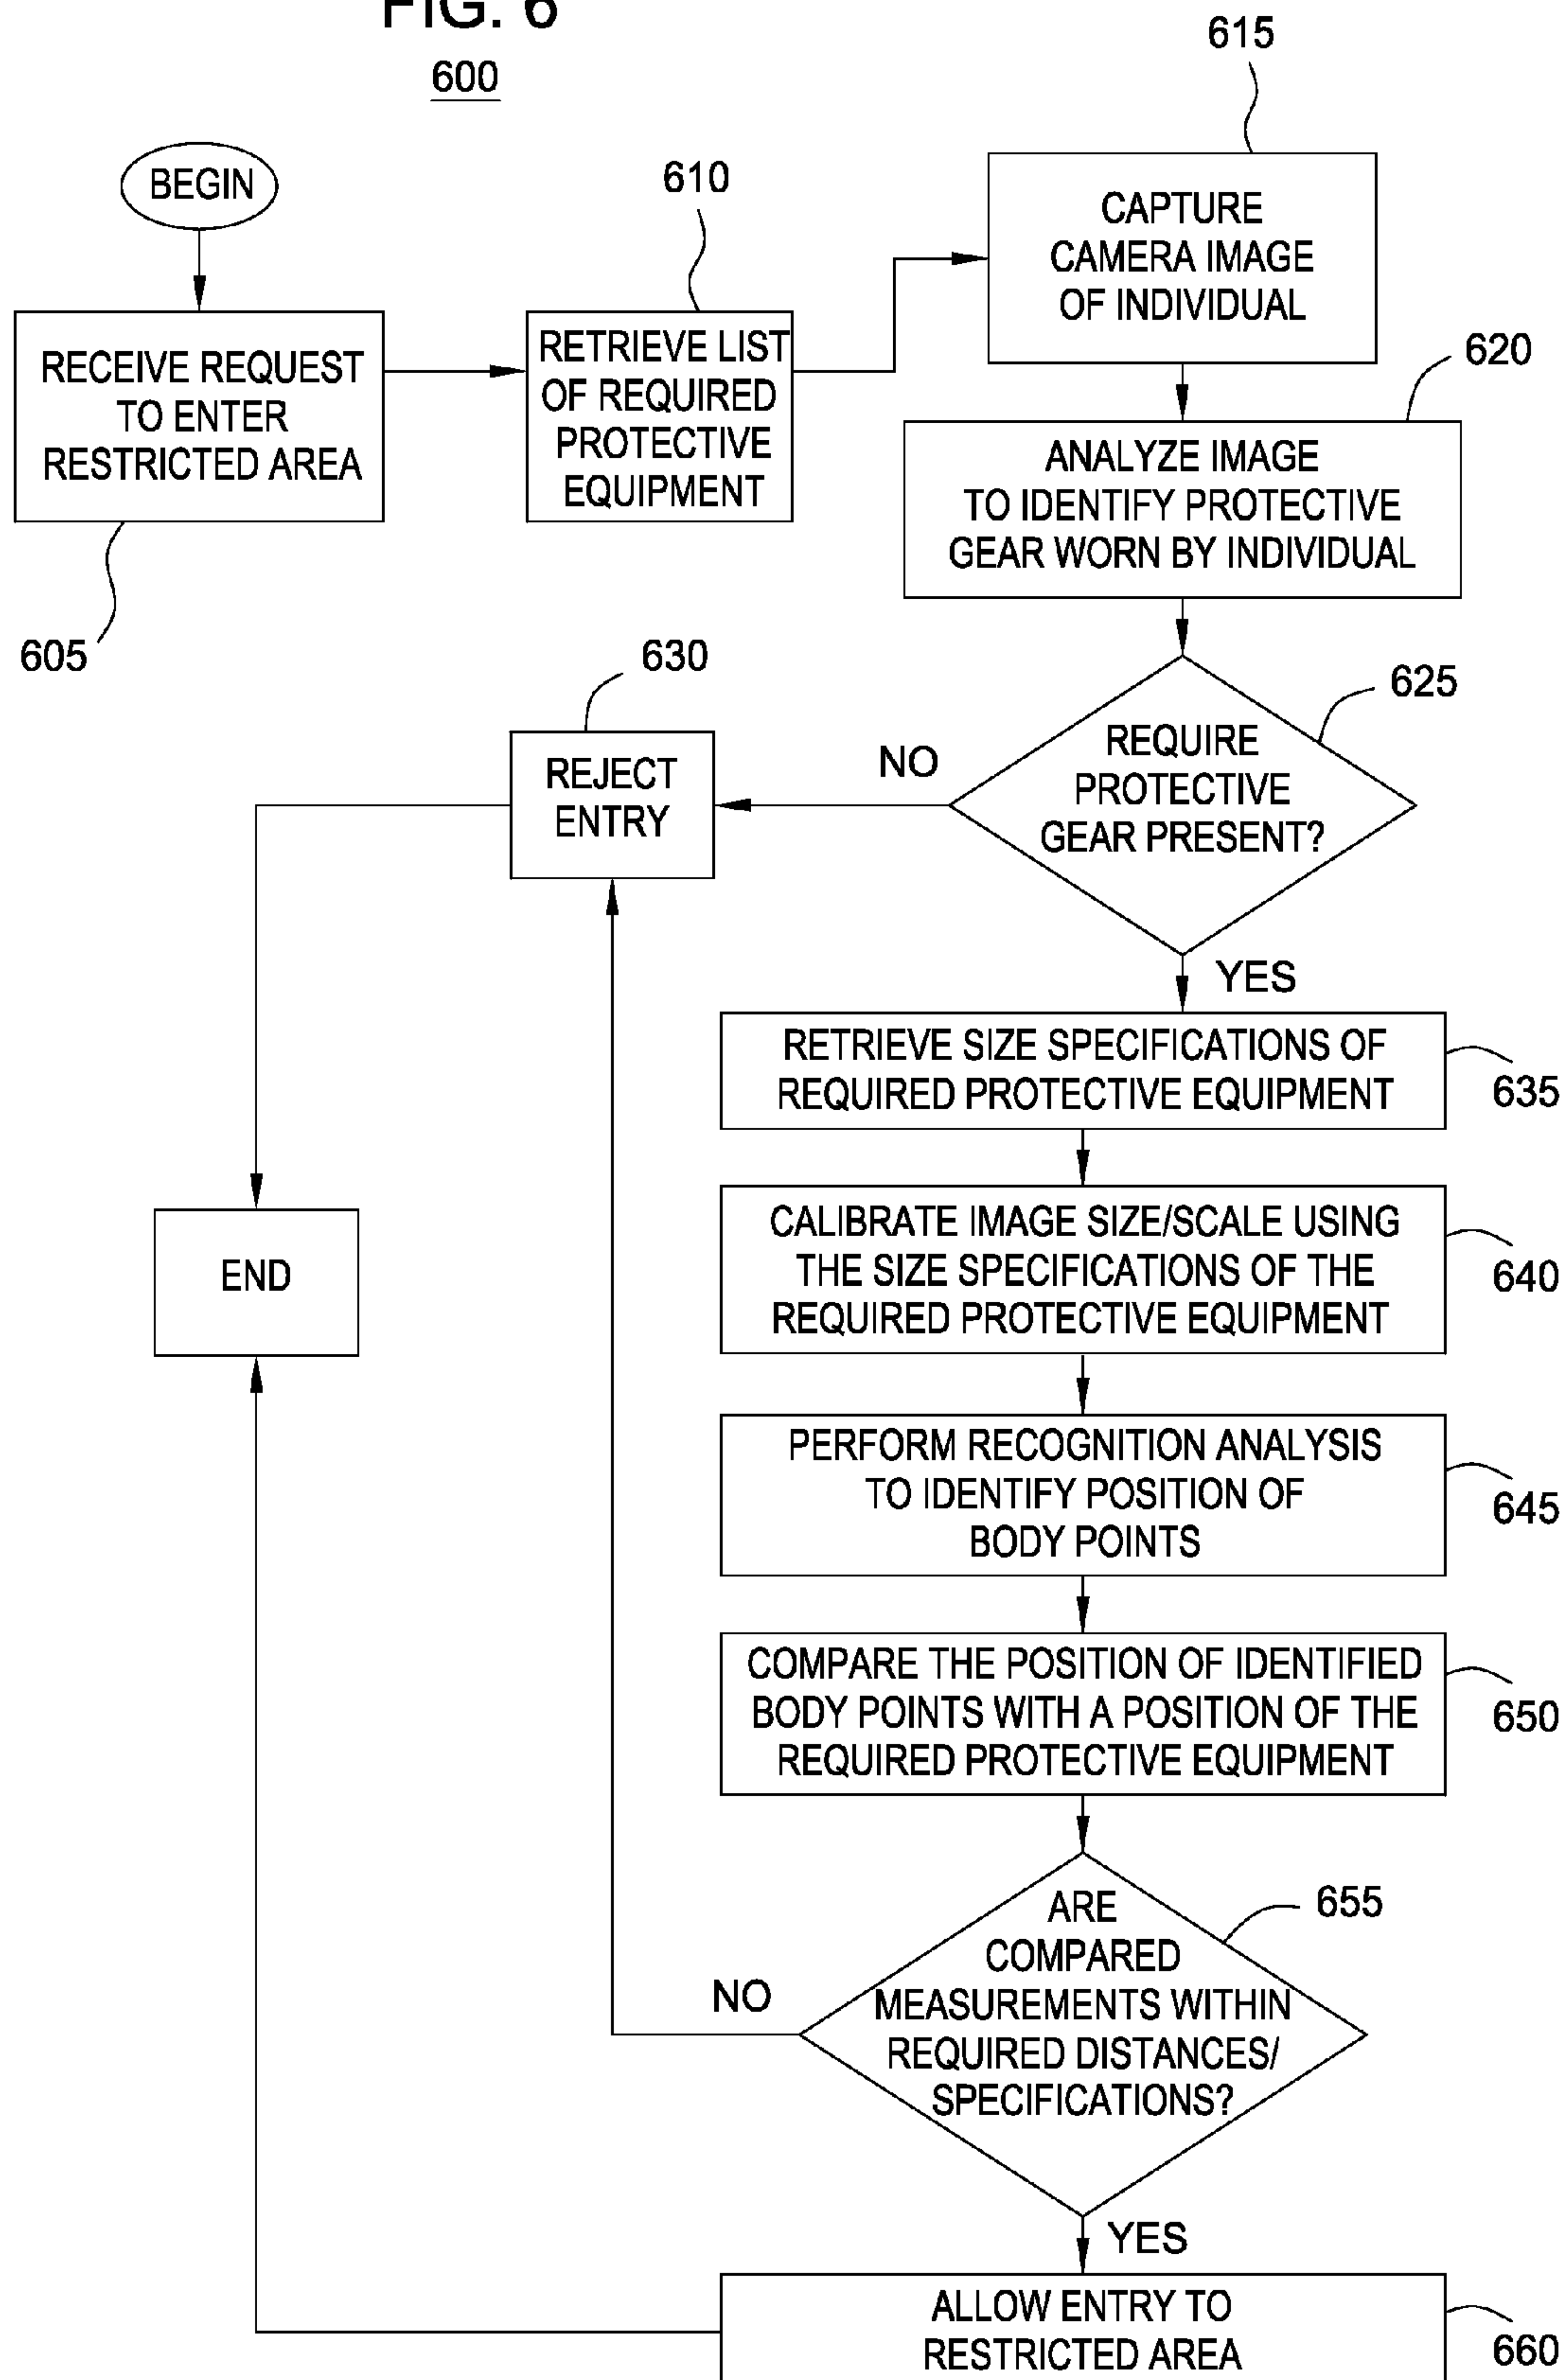 FIG. 6
600
BEGIN
RECEIVE REQUEST
TO ENTER
RESTRICTED AREA
605
610
RETRIEVE LIST
OF REQUIRED
PROTECTIVE
EQUIPMENT
615
CAPTURE
CAMERA IMAGE
OF INDIVIDUAL
620
ANALYZE IMAGE
TO IDENTIFY PROTECTIVE
GEAR WORN BY INDIVIDUAL
625
REQUIRE
PROTECTIVE
GEAR PRESENT?
NO
630
REJECT
ENTRY
YES
RETRIEVE SIZE SPECIFICATIONS OF
REQUIRED PROTECTIVE EQUIPMENT
635
CALIBRATE IMAGE SIZE/SCALE USING
THE SIZE SPECIFICATIONS OF THE
REQUIRED PROTECTIVE EQUIPMENT
640
END
PERFORM RECOGNITION ANALYSIS
TO IDENTIFY POSITION OF
BODY POINTS
645
COMPARE THE POSITION OF IDENTIFIED
BODY POINTS WITH A POSITION OF THE
REQUIRED PROTECTIVE EQUIPMENT
650
ARE
COMPARED
MEASUREMENTS WITHIN
REQUIRED DISTANCES/
SPECIFICATIONS?
655
NO
YES
ALLOW ENTRY TO
RESTRICTED AREA
660